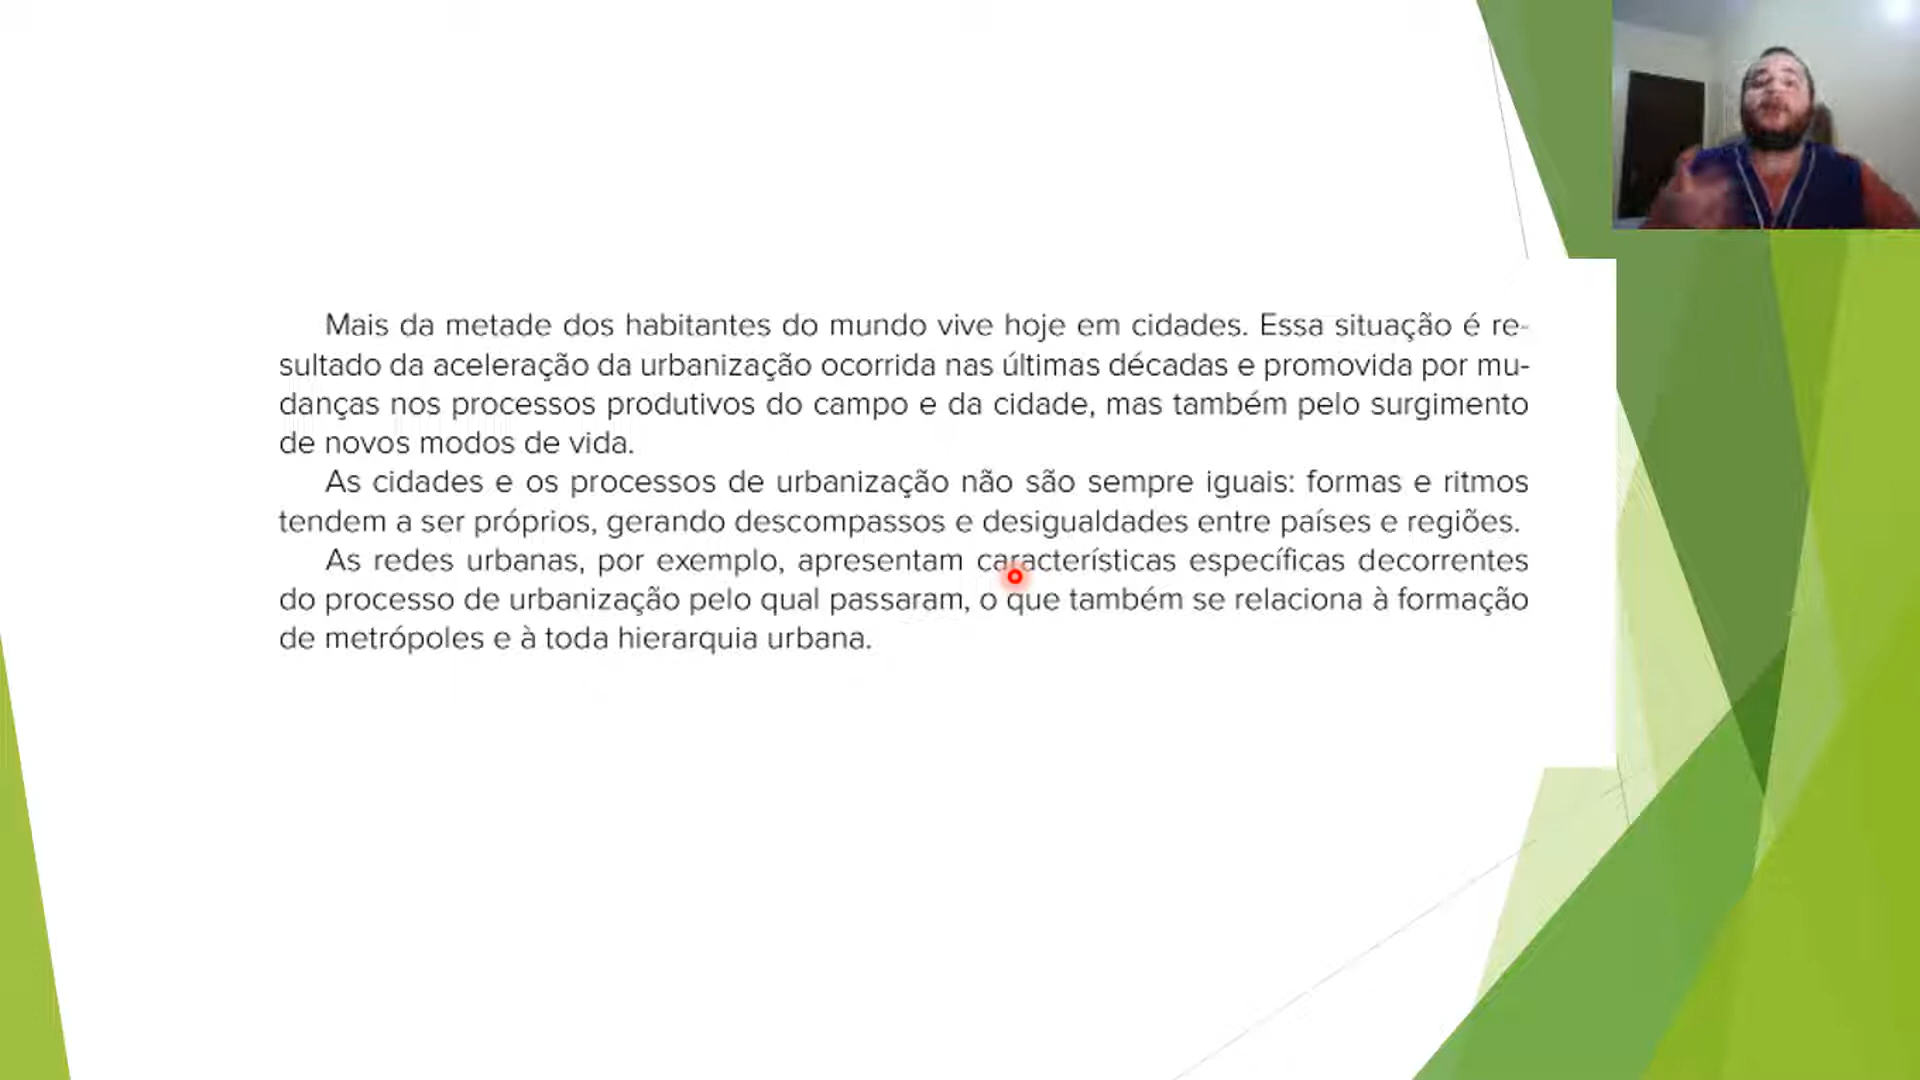 Mais da metade dos habitantes do mundo vive hoje em cidades. Essa situação é re-
sultado da aceleração da urbanização ocorrida nas últimas décadas e promovida por mu-
danças nos processos produtivos do campo e da cidade, mas também pelo surgimento
de novos modos de vida.
As cidades e os processos de urbanização não são sempre iguais: formas e ritmos
tendem a ser próprios, gerando descompassos e desigualdades entre países e regiões.
As redes urbanas, por exemplo, apresentam características específicas decorrentes
do processo de urbanização pelo qual passaram, o que também se relaciona à formação
de metrópoles e à toda hierarquia urbana.